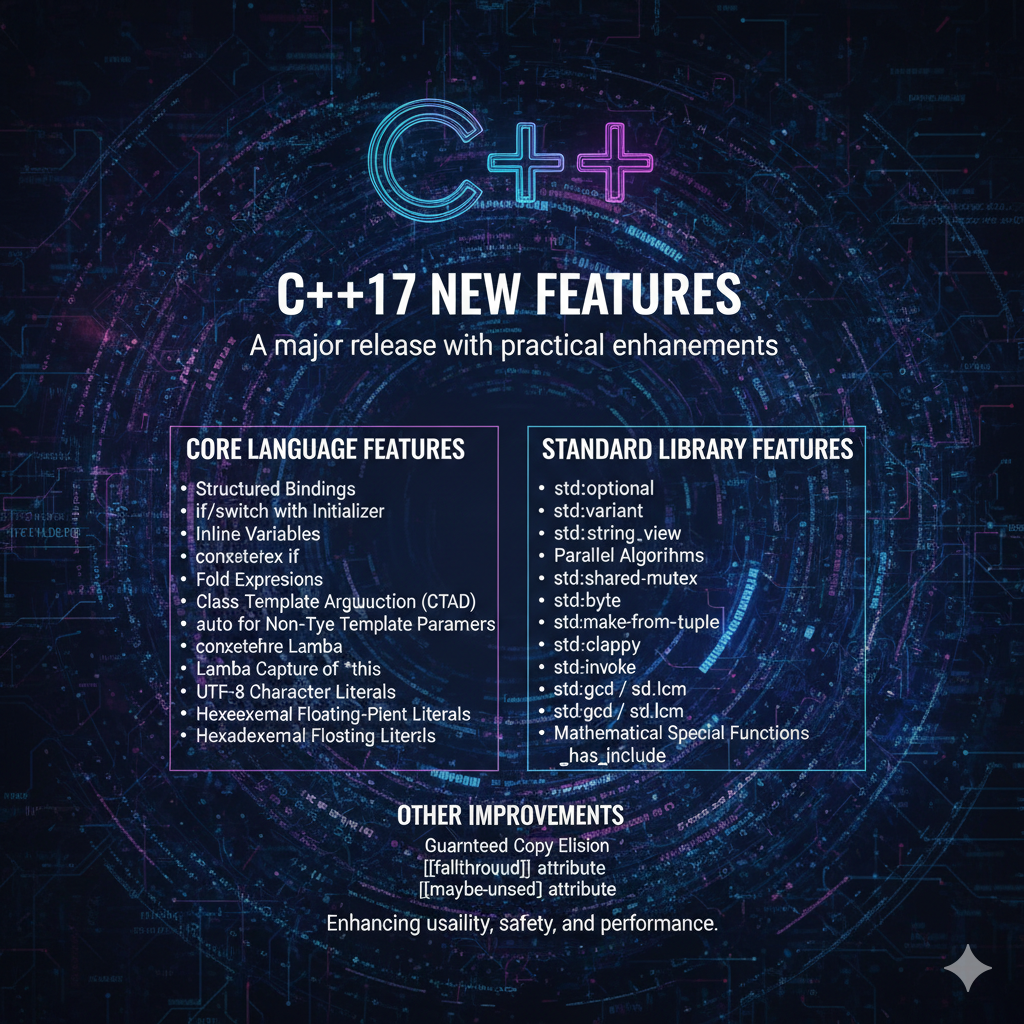 C++
C++17 NEW FEATURES
A major release with practical enhanements
CORE LANGUAGE FEATURES
• Structured Bindings
• if/switch with Initializer
• Inline Variables
• conxeterex if
• Fold Expresions
• Class Template Arguuction (CTAD)
• auto for Non-Tye Template Paramers
• conxetehre Lamba
• Lamba Capture of *this
• UTF-8 Character Literals
• Hexeexemal Floating-Pient Literals
• Hexadexemal Flosting Literls
STANDARD LIBRARY FEATURES
• std:optional
• std:variant
• std:string_view
• Parallel Algorihms
• std:shared-mutex
• std:byte
• std:make-from-tuple
• std:clappy
• std:invoke
• std:gcd / sd.lcm
• std:gcd / sd.lcm
• Mathematical Special Functions
_has_include
OTHER IMPROVEMENTS
Guarnteed Copy Elision
[[fallthrouud]] attribute
[[maybe-unsed] attribute
Enhancing usaility, safety, and performance.